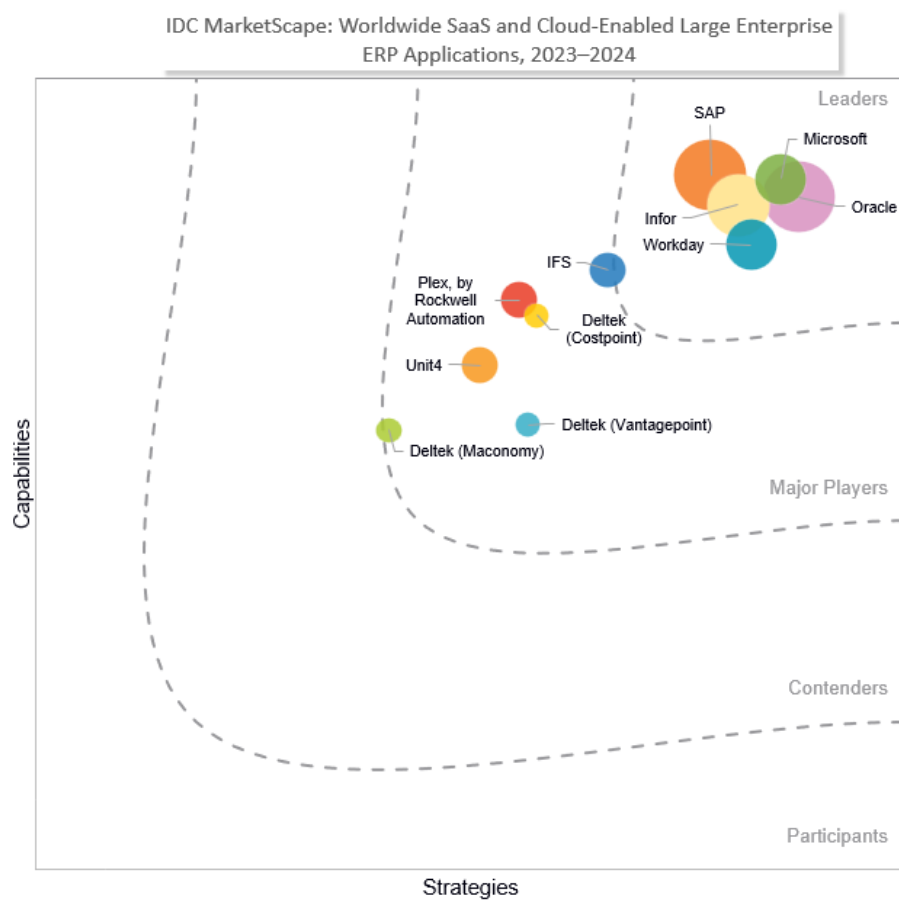 IDC MarketScape: Worldwide SaaS and Cloud-Enabled Large Enterprise
ERP Applications, 2023–2024
Leaders
SAP
Microsoft
Infor
Oracle
Workday
IFS
Plex, by
Rockwell
Automation
Deltek
(Costpoint)
Unit4
Deltek (Vantagepoint)
Deltek (Maconomy)
Capabilities
Major Players
Contenders
Participants
Strategies